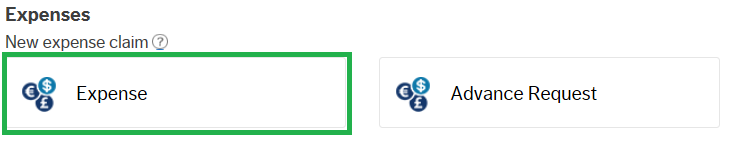 Expenses
New expense claim ?
€ $ £ Expense
€ $ £ Advance Request